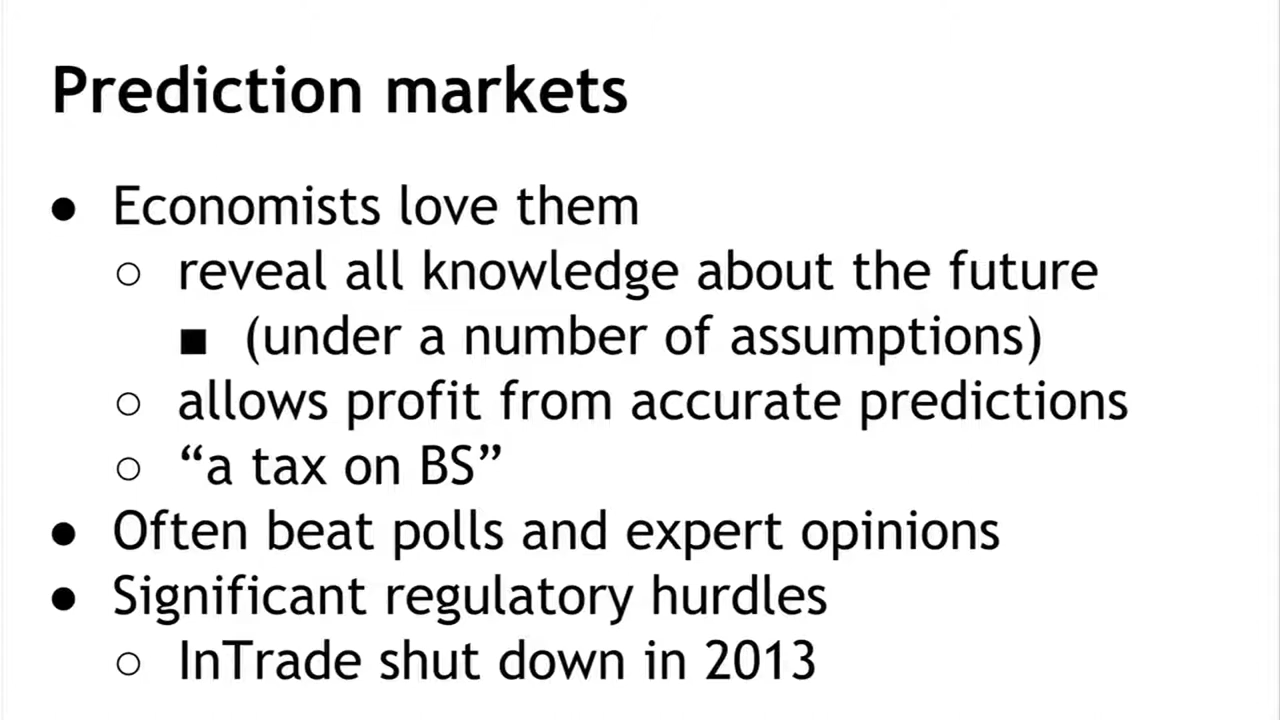 Prediction markets
● Economists love them
○ reveal all knowledge about the future
■ (under a number of assumptions)
○ allows profit from accurate predictions
○ “a tax on BS”
● Often beat polls and expert opinions
● Significant regulatory hurdles
○ InTrade shut down in 2013